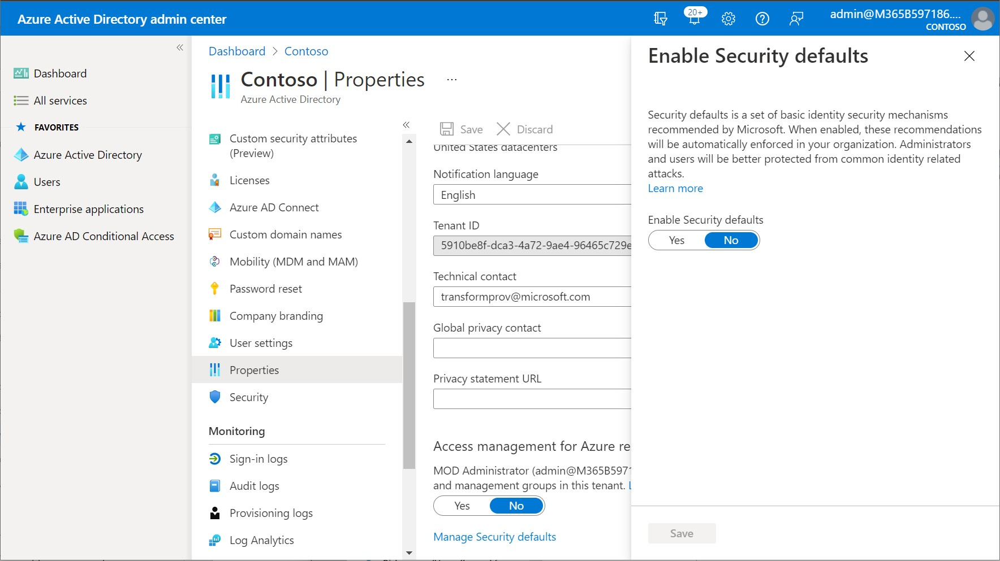 Azure Active Directory admin center
20+
admin@M365B597186....
CONTOSO
Dashboard
All services
FAVORITES
Azure Active Directory
Users
Enterprise applications
Azure AD Conditional Access
Dashboard > Contoso
Contoso | Properties ...
Azure Active Directory
Custom security attributes
(Preview)
Licenses
Azure AD Connect
Custom domain names
Mobility (MDM and MAM)
Password reset
Company branding
User settings
Properties
Security
Monitoring
Sign-in logs
Audit logs
Provisioning logs
Log Analytics
Save Discard
United States datacenters
Notification language
English
Tenant ID
5910be8f-dca3-4a72-9ae4-96465c729e
Technical contact
transformprov@microsoft.com
Global privacy contact
Privacy statement URL
Access management for Azure re
MOD Administrator (admin@M365B5971
and management groups in this tenant. L
Yes No
Manage Security defaults
Enable Security defaults
Security defaults is a set of basic identity security mechanisms
recommended by Microsoft. When enabled, these recommendations
will be automatically enforced in your organization. Administrators
and users will be better protected from common identity related
attacks.
Learn more
Enable Security defaults
Yes No
Save